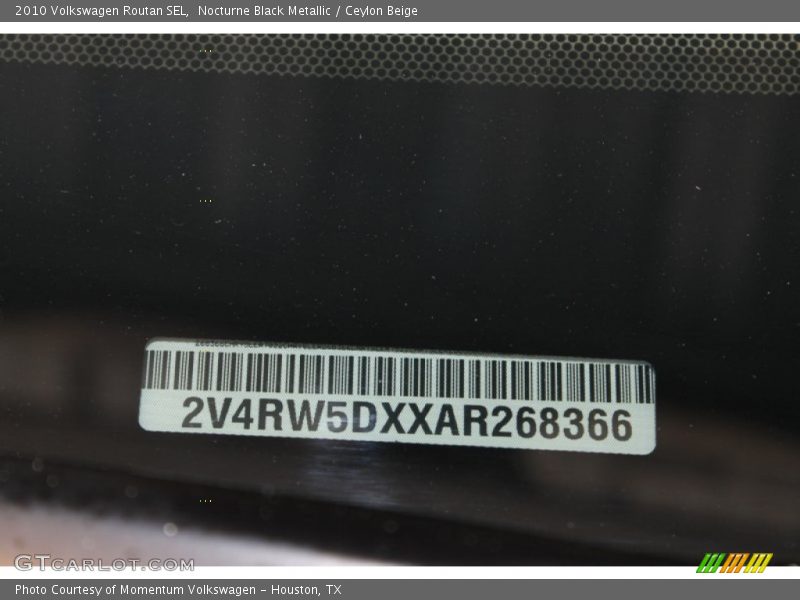 2010 Volkswagen Routan SEL, Nocturne Black Metallic / Ceylon Beige
2V4RW5DXXAR268366
GTCARLOT.COM
Photo Courtesy of Momentum Volkswagen – Houston, TX